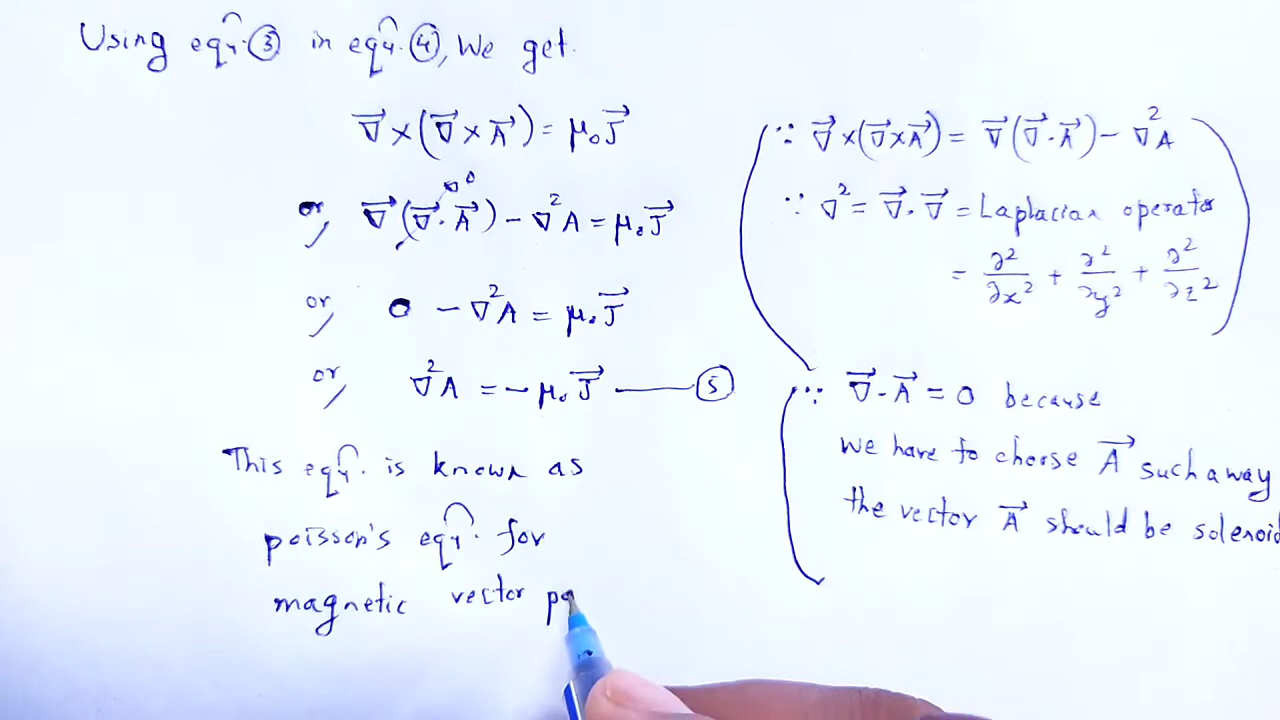 Using eqn. ③ in eqn. ④, We get.
∇⃗×(∇⃗×A⃗) = μ₀J⃗
or, ∇⃗(∇⃗·A⃗)→0 − ∇²A = μ₀J⃗
or, 0 − ∇²A = μ₀J⃗
or, ∇²A = −μ₀J⃗ —— ⑤
This eqn. is known as
poisson's eqn. for
magnetic vector po
∵ ∇⃗×(∇⃗×A⃗) = ∇⃗(∇⃗·A⃗) − ∇²A
∵ ∇² = ∇⃗·∇⃗ = Laplacian operator
= ∂²/∂x² + ∂²/∂y² + ∂²/∂z²
∵ ∇⃗·A⃗ = 0 because
we have to choose A⃗ such a way
the vector A⃗ should be solenoid